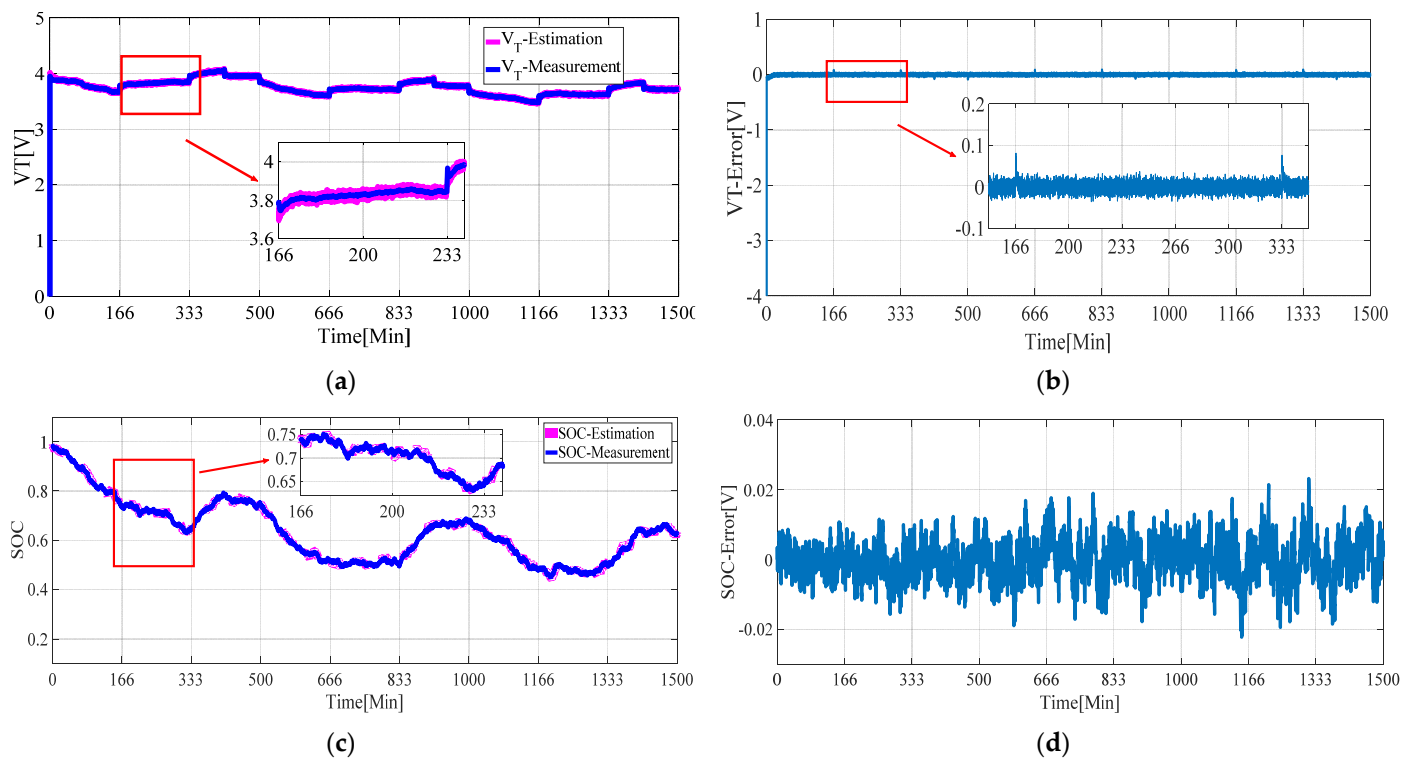 5
4
3
2
1
0
VT[V]
V_T-Estimation
V_T-Measurement
4
3.8
3.6
166 200 233
0 166 333 500 666 833 1000 1166 1333 1500
Time[Min]
(a)
1
0
-1
-2
-3
-4
VT-Error[V]
0.2
0.1
0
-0.1
166 200 233 266 300 333
0 166 333 500 666 833 1000 1166 1333 1500
Time[Min]
(b)
1
0.8
0.6
0.4
0.2
SOC
SOC-Estimation
SOC-Measurement
0.75
0.7
0.65
166 200 233
0 166 333 500 666 833 1000 1166 1333 1500
Time[Min]
(c)
0.04
0.02
0
-0.02
SOC-Error[V]
0 166 333 500 666 833 1000 1166 1333 1500
Time[Min]
(d)